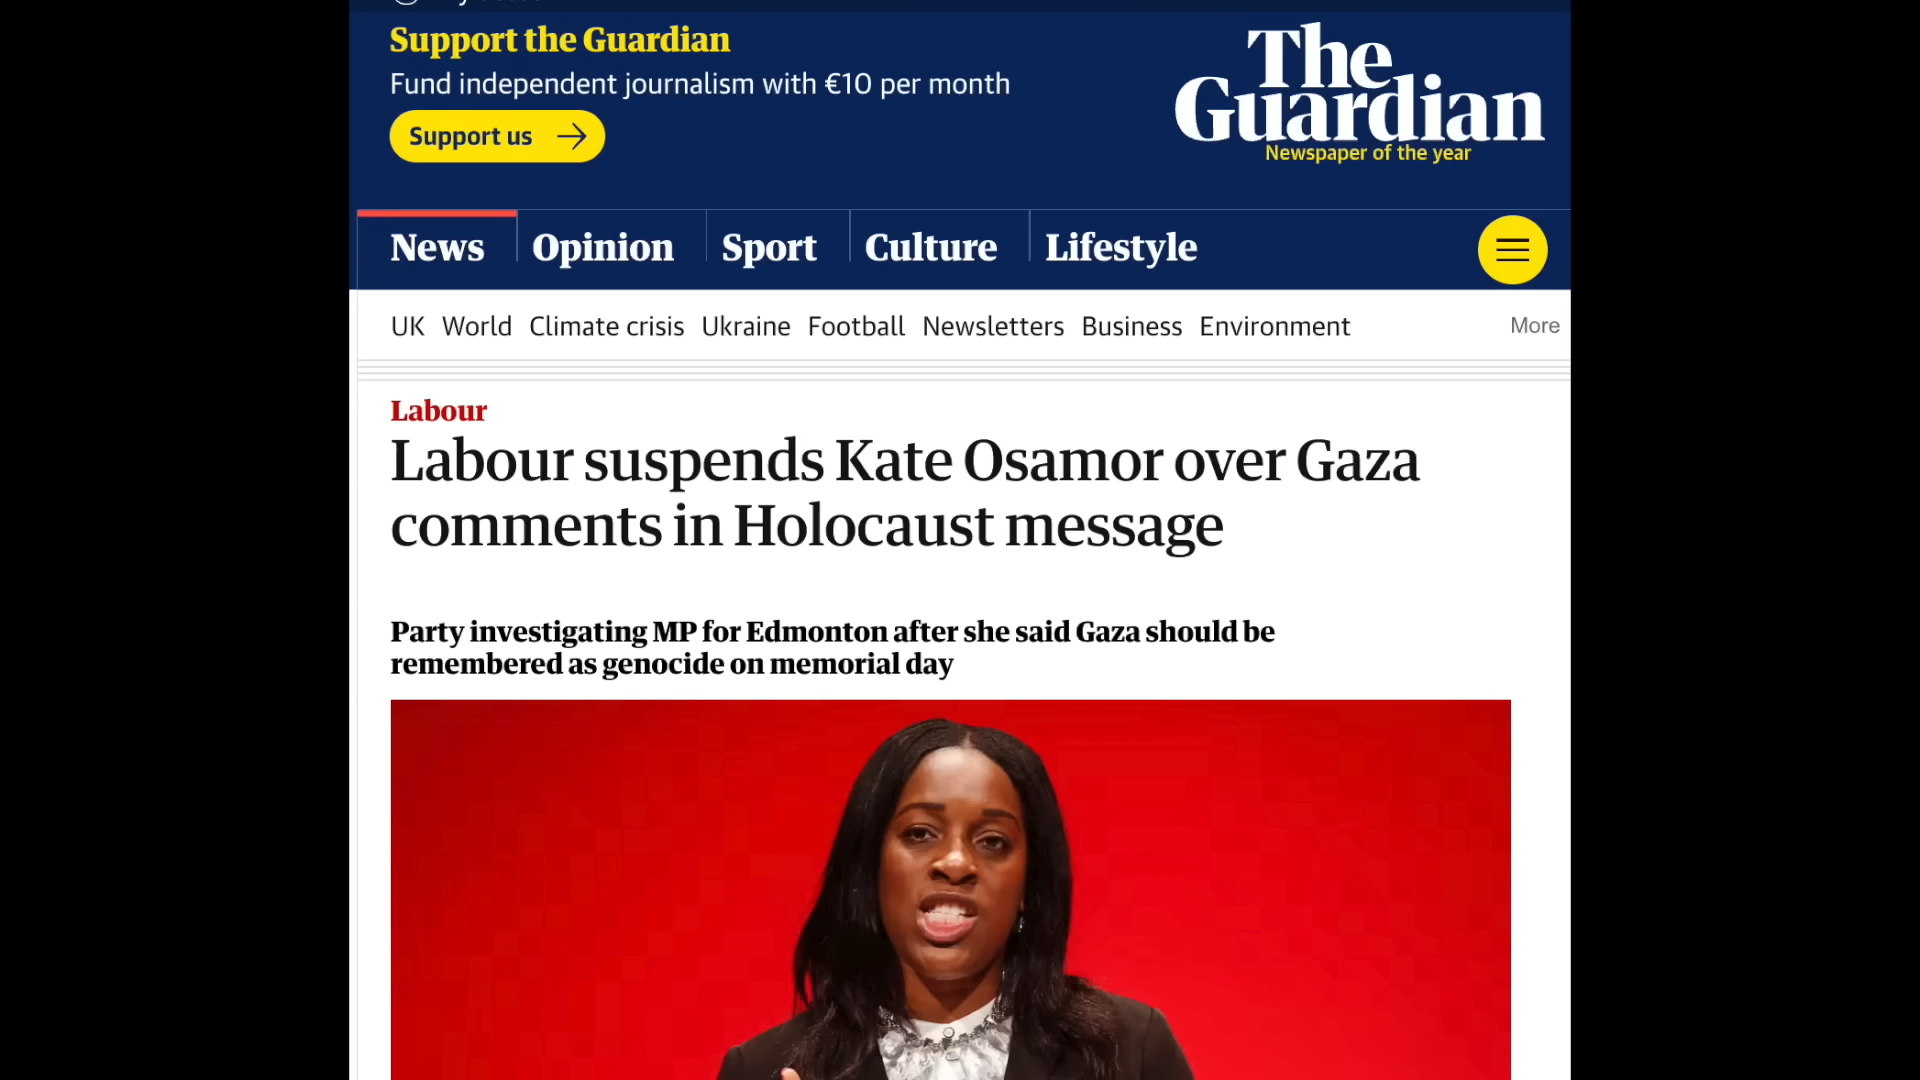 Support the Guardian
Fund independent journalism with €10 per month
Support us
The
Guardian
Newspaper of the year
News
Opinion
Sport
Culture
Lifestyle
UK World Climate crisis Ukraine Football Newsletters Business Environment
More
Labour
Labour suspends Kate Osamor over Gaza
comments in Holocaust message
Party investigating MP for Edmonton after she said Gaza should be
remembered as genocide on memorial day